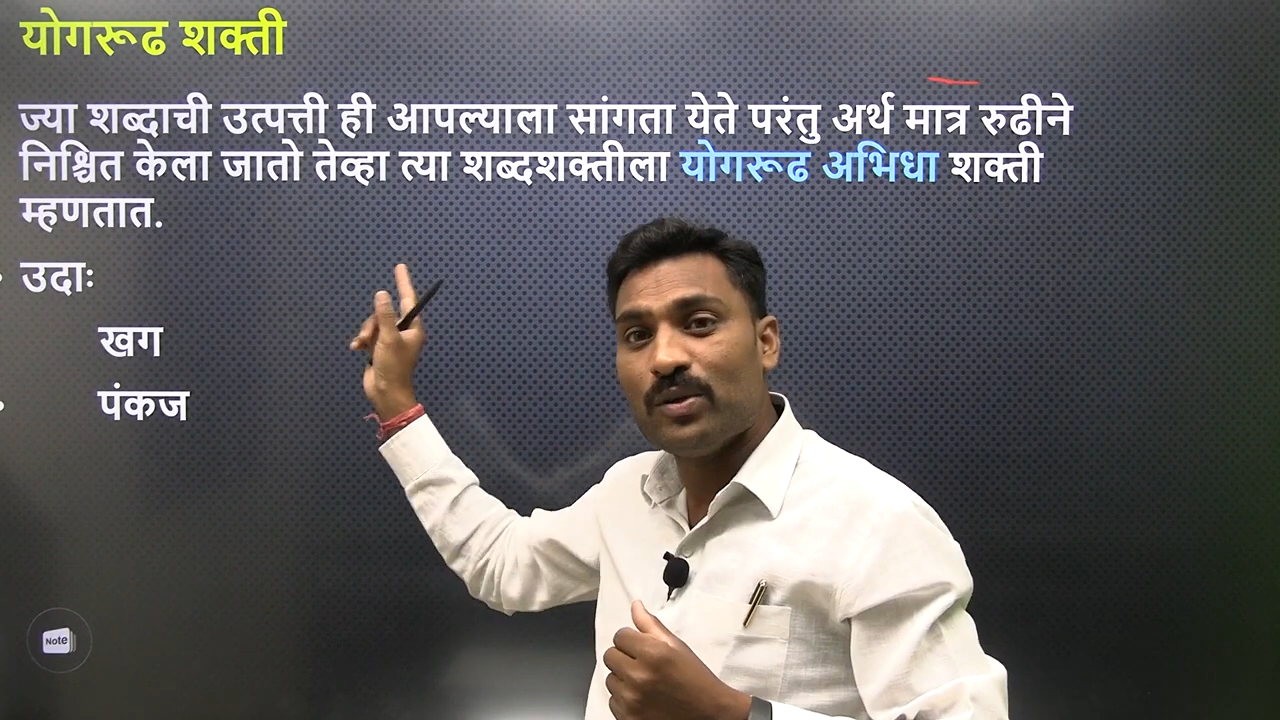 योगरूढ शक्ती
ज्या शब्दाची उत्पत्ती ही आपल्याला सांगता येते परंतु अर्थ मात्र रुढीने
निश्चित केला जातो तेव्हा त्या शब्दशक्तीला योगरूढ अभिधा शक्ती
म्हणतात.
उदाः
खग
पंकज
Note